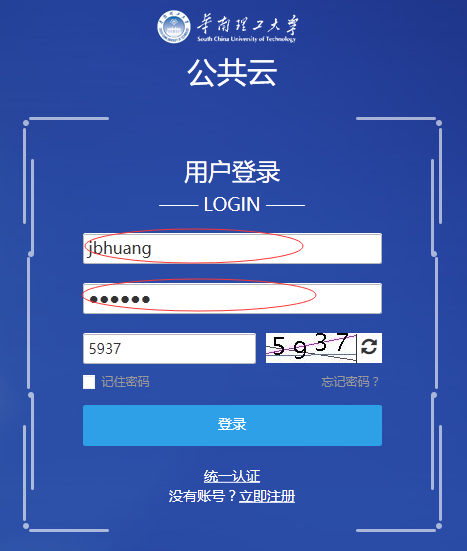 华南理工大学
South China University of Technology
公共云
用户登录
LOGIN
jbhuang
●●●●●●
5937 5937
记住密码 忘记密码？
登录
统一认证
没有账号？立即注册